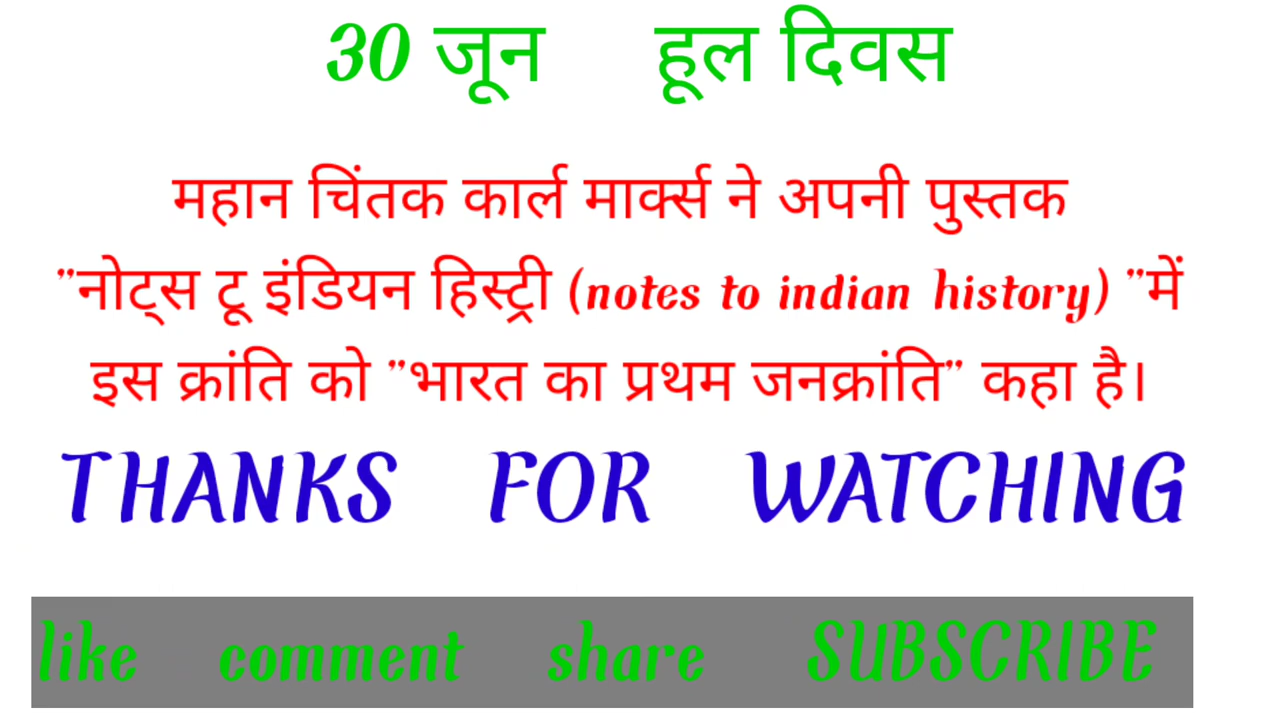 30 जून हूल दिवस
महान चिंतक कार्ल मार्क्स ने अपनी पुस्तक
"नोट्स टू इंडियन हिस्ट्री (notes to indian history) "में
इस क्रांति को "भारत का प्रथम जनक्रांति" कहा है।
THANKS FOR WATCHING
like comment share SUBSCRIBE